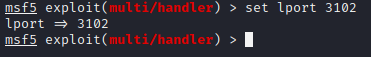 msf5 exploit(multi/handler) > set lport 3102
lport => 3102
msf5 exploit(multi/handler) >